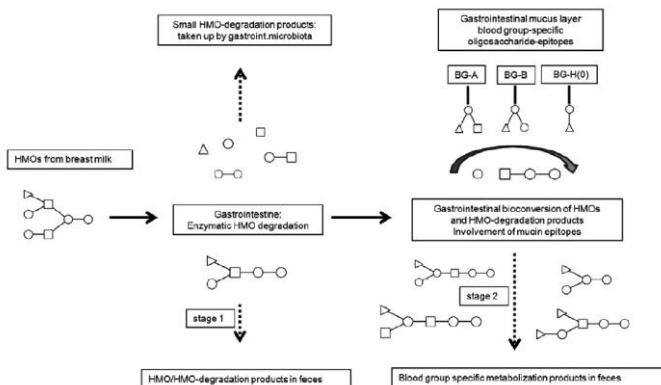 Small HMO-degradation products:
taken up by gastroint.microbiota
Gastrointestinal mucus layer
blood group-specific
oligosaccharide-epitopes
BG-A
BG-B
BG-H(0)
HMOs from breast milk
Gastrointestine:
Enzymatic HMO degradation
Gastrointestinal bioconversion of HMOs
and HMO-degradation products
Involvement of mucin epitopes
stage 1
stage 2
HMO/HMO-degradation products in feces
Blood group specific metabolization products in feces